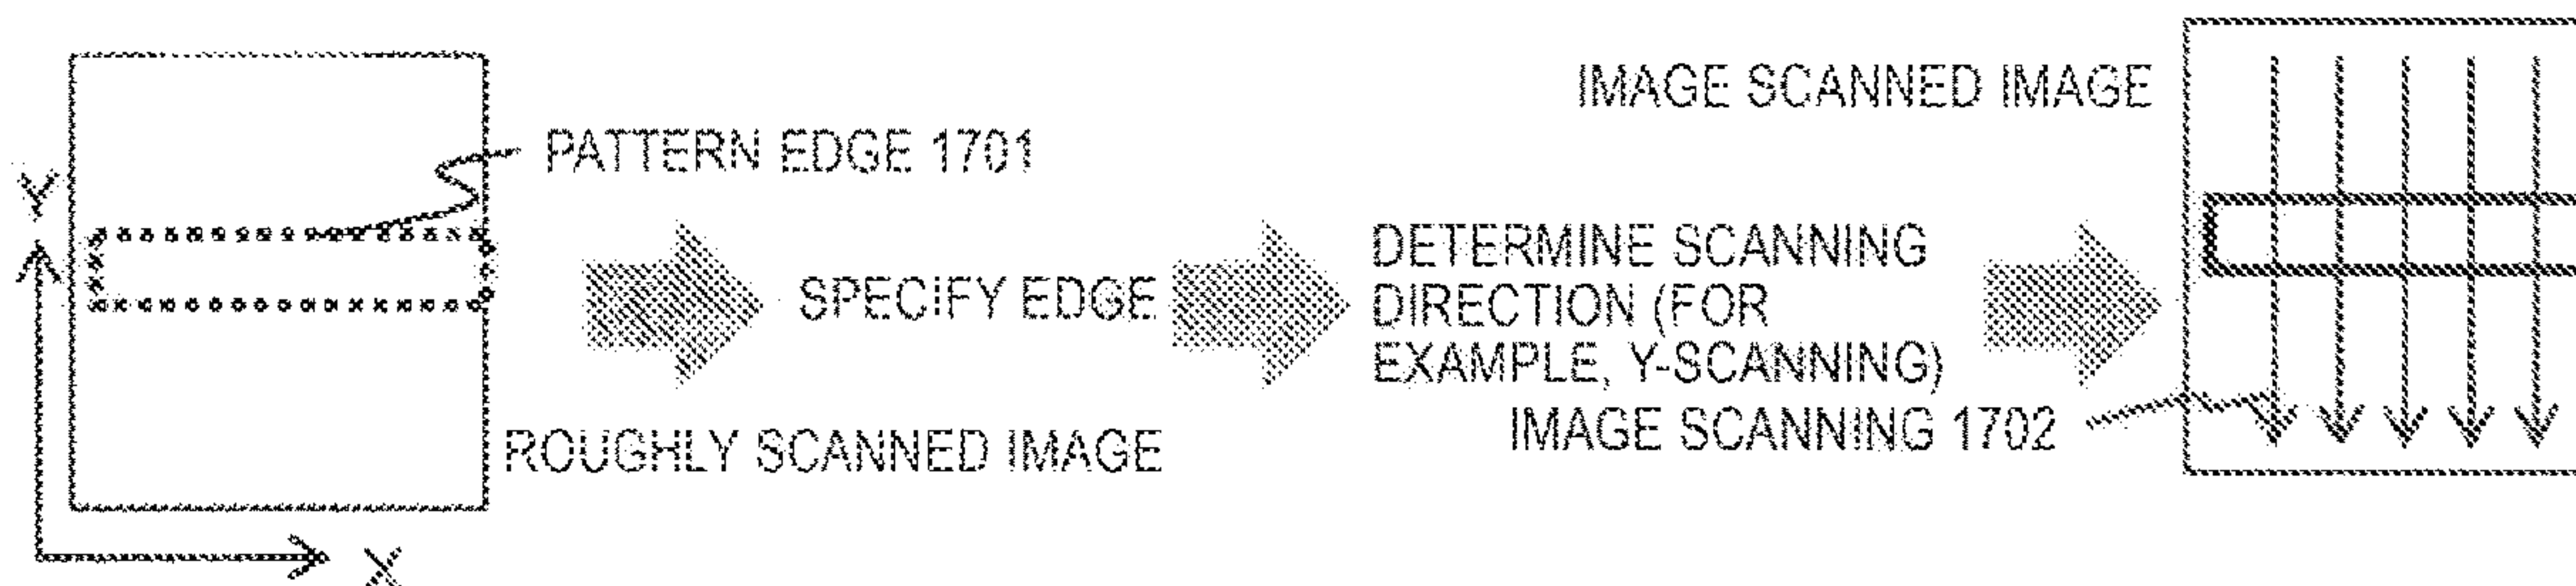 Y
PATTERN EDGE 1701
X
ROUGHLY SCANNED IMAGE
SPECIFY EDGE
DETERMINE SCANNING
DIRECTION (FOR
EXAMPLE, Y-SCANNING)
IMAGE SCANNED IMAGE
IMAGE SCANNING 1702